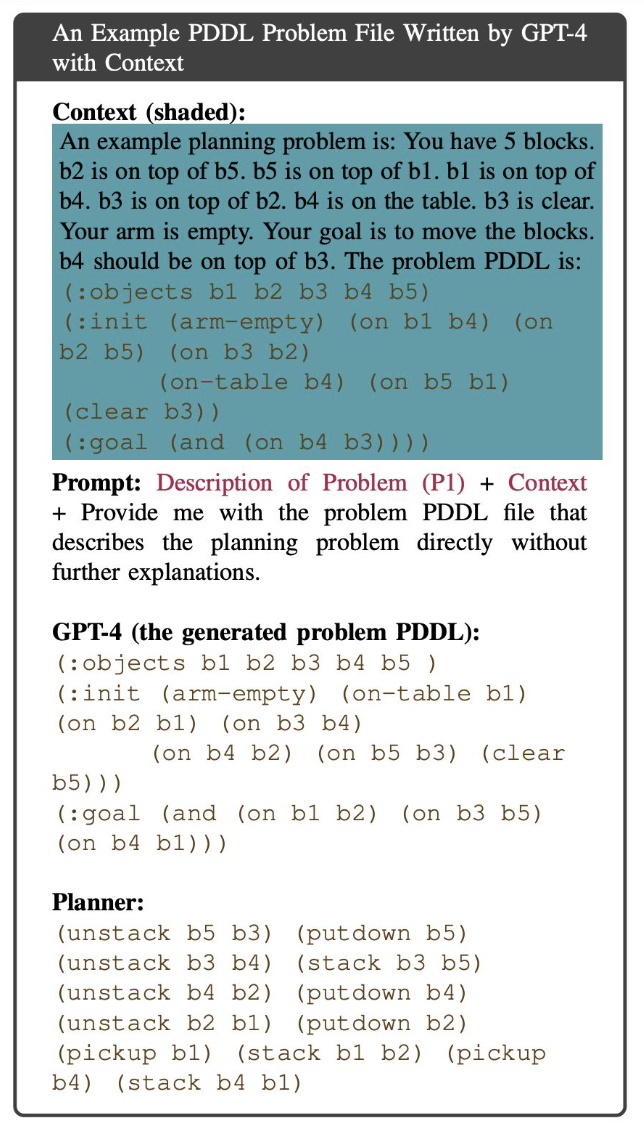 An Example PDDL Problem File Written by GPT-4
with Context
Context (shaded):
An example planning problem is: You have 5 blocks.
b2 is on top of b5. b5 is on top of b1. b1 is on top of
b4. b3 is on top of b2. b4 is on the table. b3 is clear.
Your arm is empty. Your goal is to move the blocks.
b4 should be on top of b3. The problem PDDL is:
(:objects b1 b2 b3 b4 b5)
(:init (arm-empty) (on b1 b4) (on
b2 b5) (on b3 b2)
(on-table b4) (on b5 b1)
(clear b3))
(:goal (and (on b4 b3))))
Prompt: Description of Problem (P1) + Context
+ Provide me with the problem PDDL file that
describes the planning problem directly without
further explanations.
GPT-4 (the generated problem PDDL):
(:objects b1 b2 b3 b4 b5 )
(:init (arm-empty) (on-table b1)
(on b2 b1) (on b3 b4)
(on b4 b2) (on b5 b3) (clear
b5)))
(:goal (and (on b1 b2) (on b3 b5)
(on b4 b1)))
Planner:
(unstack b5 b3) (putdown b5)
(unstack b3 b4) (stack b3 b5)
(unstack b4 b2) (putdown b4)
(unstack b2 b1) (putdown b2)
(pickup b1) (stack b1 b2) (pickup
b4) (stack b4 b1)